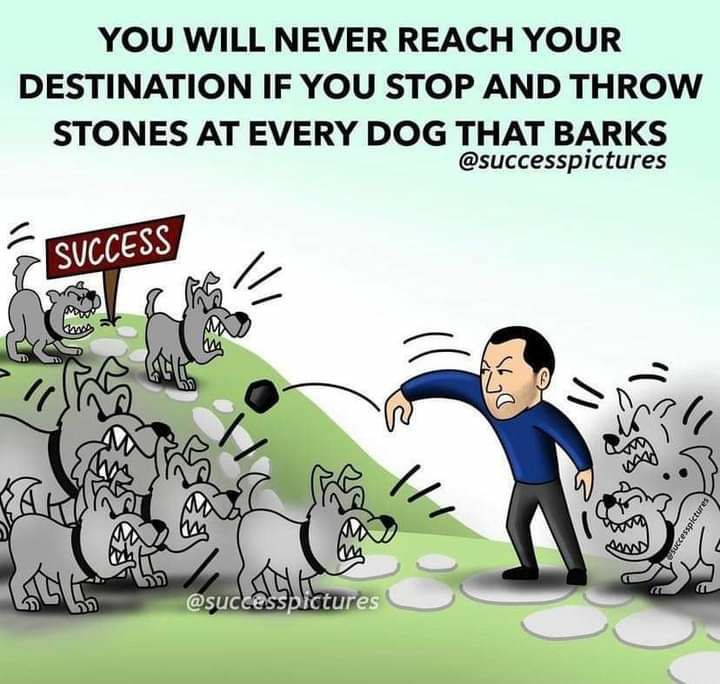 YOU WILL NEVER REACH YOUR
DESTINATION IF YOU STOP AND THROW
STONES AT EVERY DOG THAT BARKS
@successpictures
SVCCESS
@successpictures
@successpictures